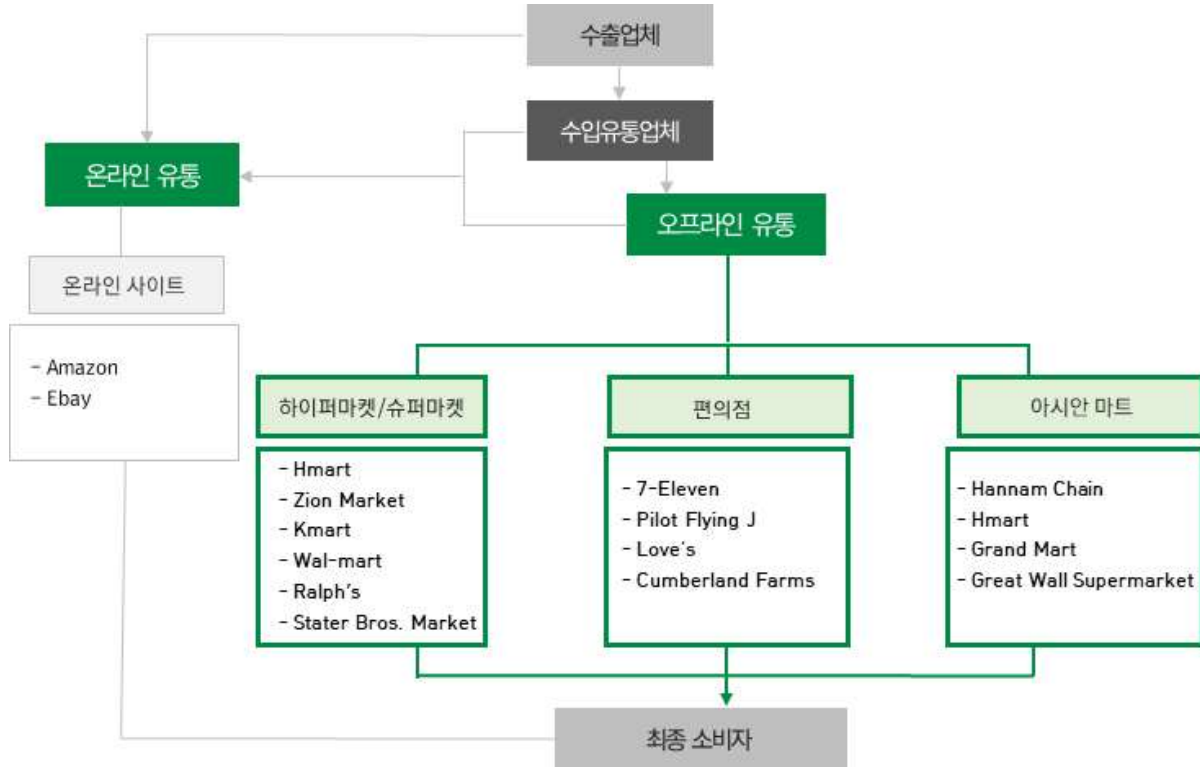 수출업체
수입유통업체
온라인 유통
오프라인 유통
온라인 사이트
- Amazon
- Ebay
하이퍼마켓/슈퍼마켓
- Hmart
- Zion Market
- Kmart
- Wal-mart
- Ralph's
- Stater Bros. Market
편의점
- 7-Eleven
- Pilot Flying J
- Love's
- Cumberland Farms
아시안 마트
- Hannam Chain
- Hmart
- Grand Mart
- Great Wall Supermarket
최종 소비자